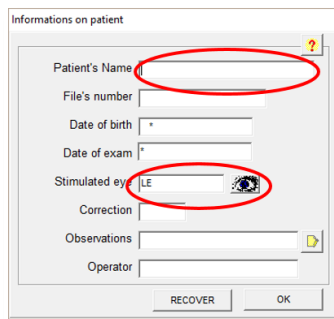 Informations on patient
?
Patient's Name
File's number
Date of birth *
Date of exam *
Stimulated eye LE
Correction
Observations
Operator
RECOVER OK